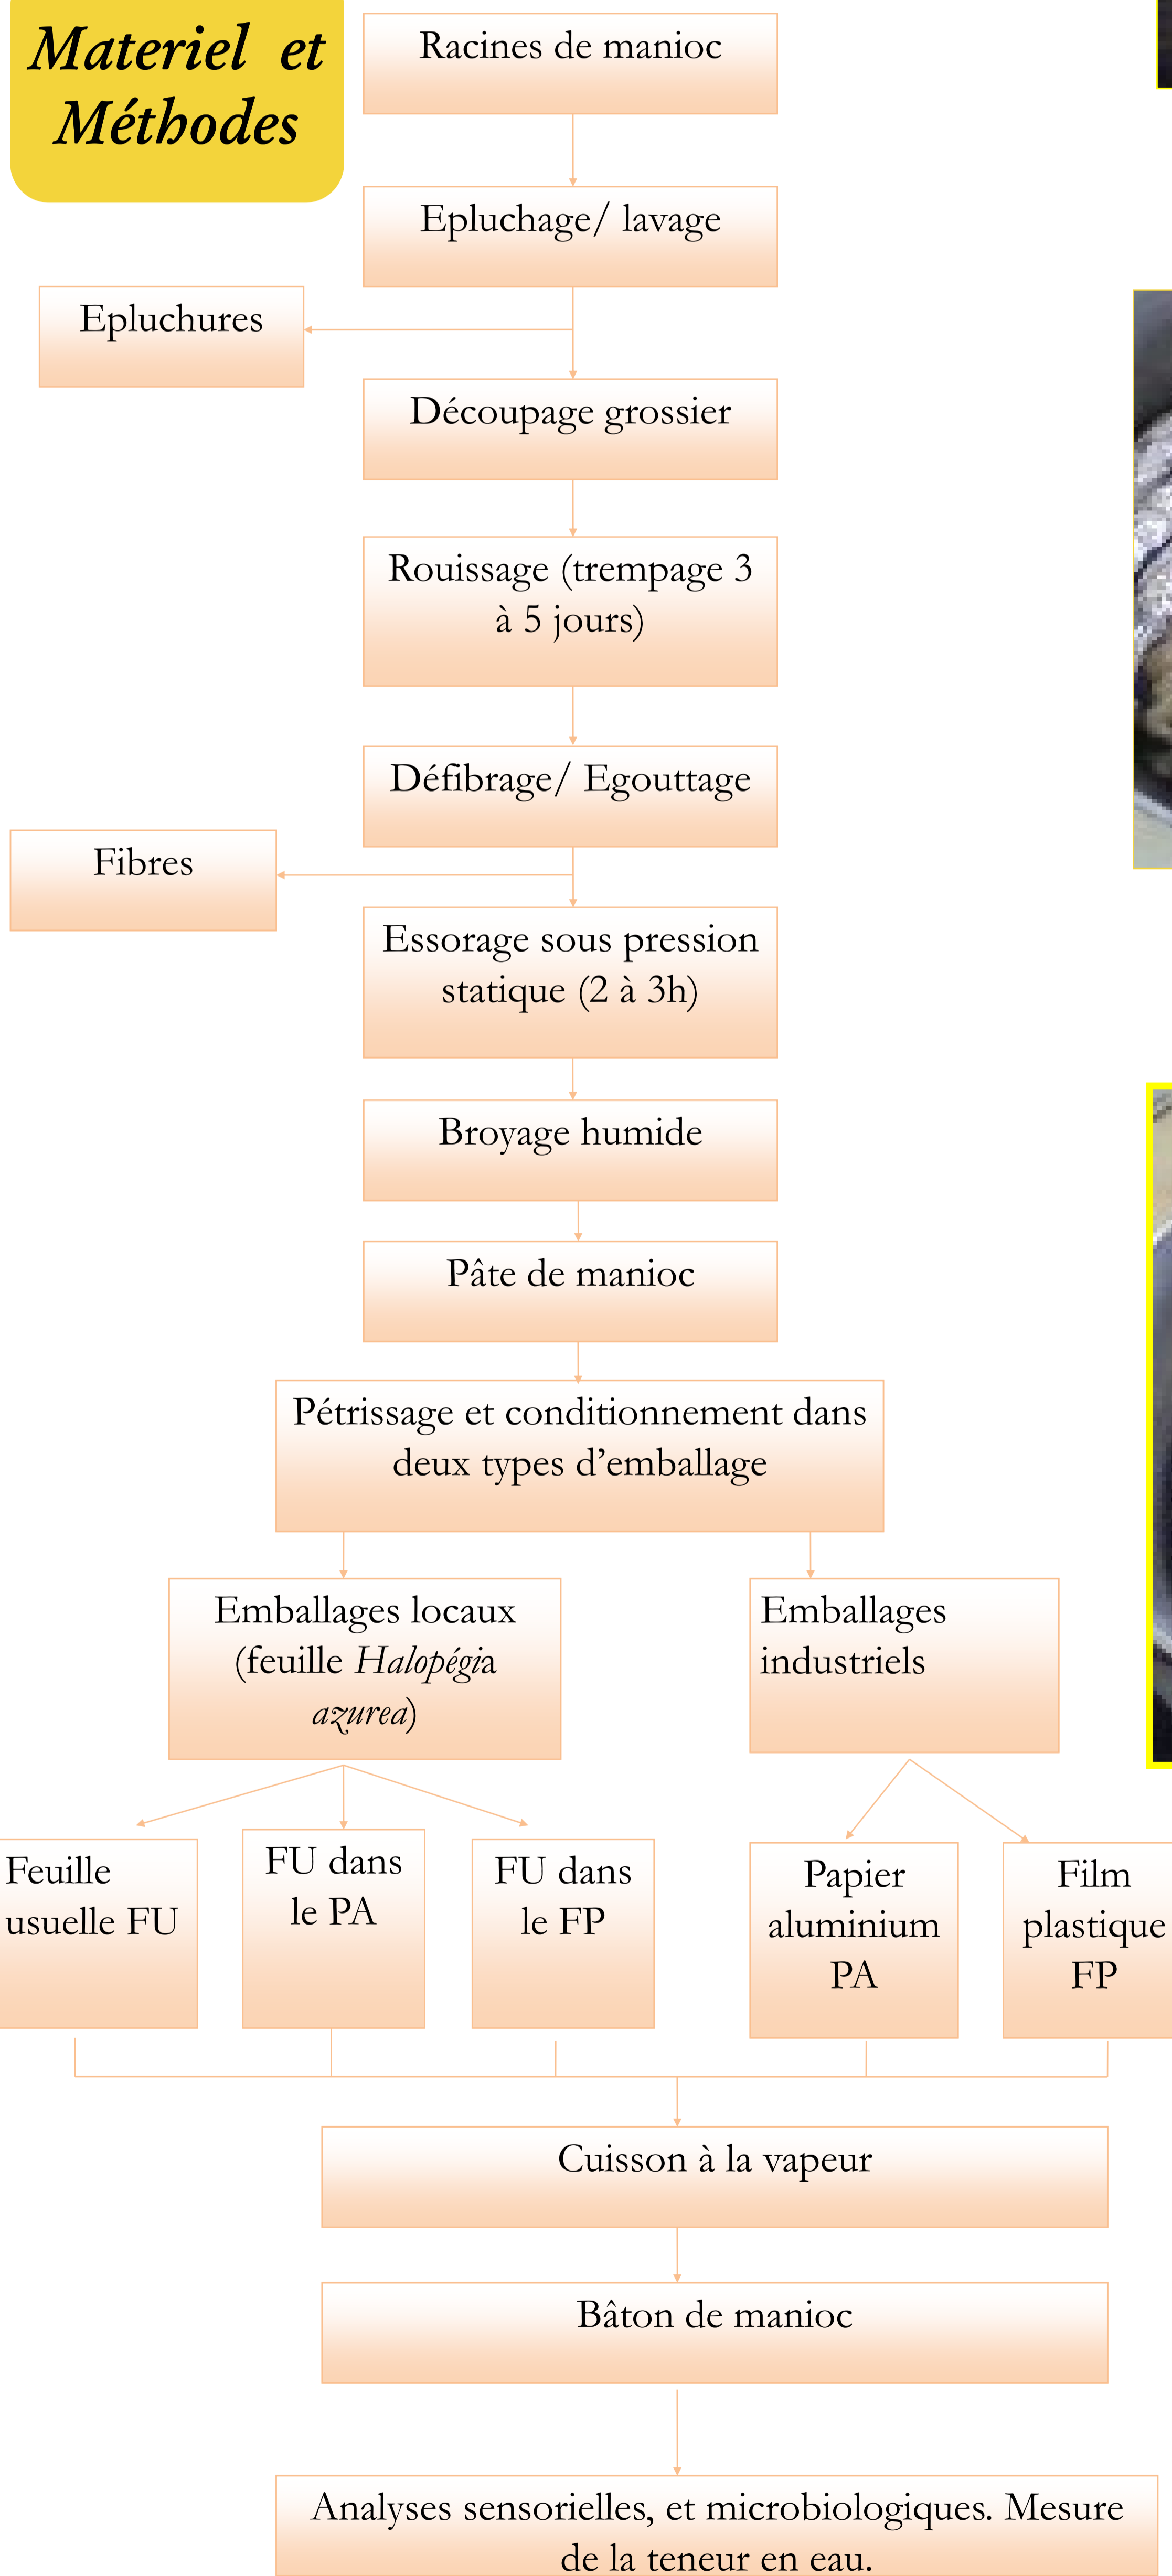 Materiel et
Méthodes
Racines de manioc
Epluchage/ lavage
Epluchures
Découpage grossier
Rouissage (trempage 3
à 5 jours)
Défibrage/ Egouttage
Fibres
Essorage sous pression
statique (2 à 3h)
Broyage humide
Pâte de manioc
Pétrissage et conditionnement dans
deux types d’emballage
Emballages locaux
(feuille Halopégia
azurea)
Emballages
industriels
Feuille
usuelle FU
FU dans
le PA
FU dans
le FP
Papier
aluminium
PA
Film
plastique
FP
Cuisson à la vapeur
Bâton de manioc
Analyses sensorielles, et microbiologiques. Mesure
de la teneur en eau.